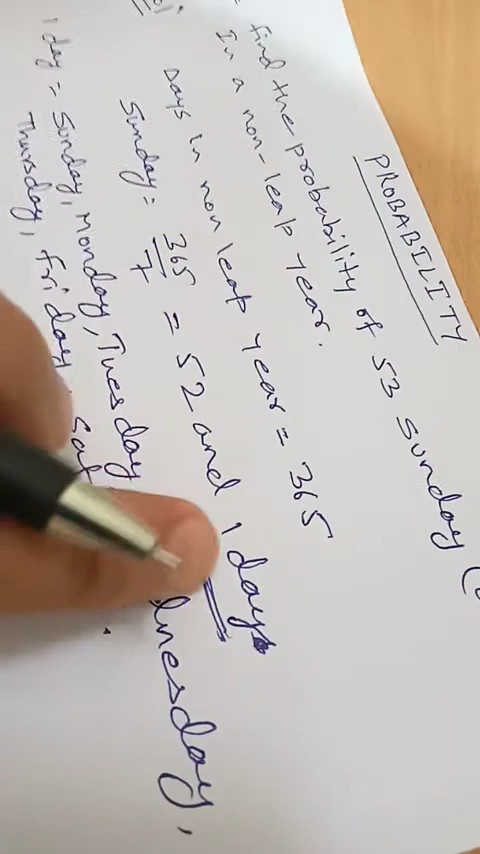 PROBABILITY
find the probability of 53 Sunday
In a non-leap year.
Days in non leap year = 365
Sunday = 365/7 = 52 and 1 day
1 day = Sunday, Monday, Tuesday
Thursday, Friday,